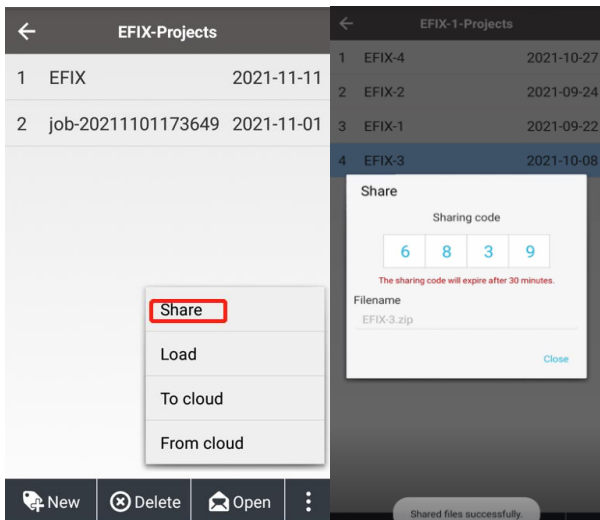 EFIX-Projects
1 EFIX 2021-11-11
2 job-20211101173649 2021-11-01
Share
Load
To cloud
From cloud
New Delete Open
EFIX-1-Projects
1 EFIX-4 2021-10-27
2 EFIX-2 2021-09-24
3 EFIX-1 2021-09-22
4 EFIX-3 2021-10-08
Share
Sharing code
6 8 3 9
The sharing code will expire after 30 minutes.
Filename
EFIX-3.zip
Close
Shared files successfully.